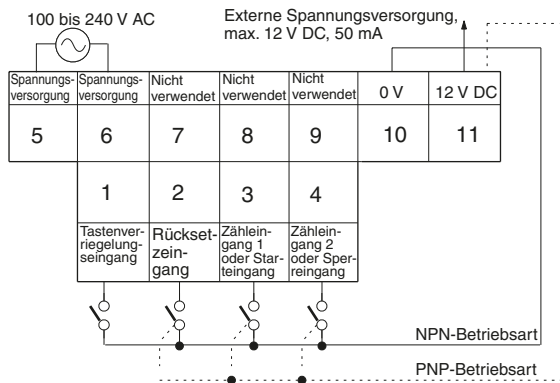 100 bis 240 V AC
Externe Spannungsversorgung,
max. 12 V DC, 50 mA
Spannungs-
versorgung
Spannungs-
versorgung
Nicht
verwendet
Nicht
verwendet
Nicht
verwendet
0 V
12 V DC
5
6
7
8
9
10
11
1
2
3
4
Tastenver-
riegelung-
seingang
Rückset-
zein-
gang
Zählein-
gang 1
oder Star-
teingang
Zählein-
gang 2
oder Sper-
reingang
NPN-Betriebsart
PNP-Betriebsart